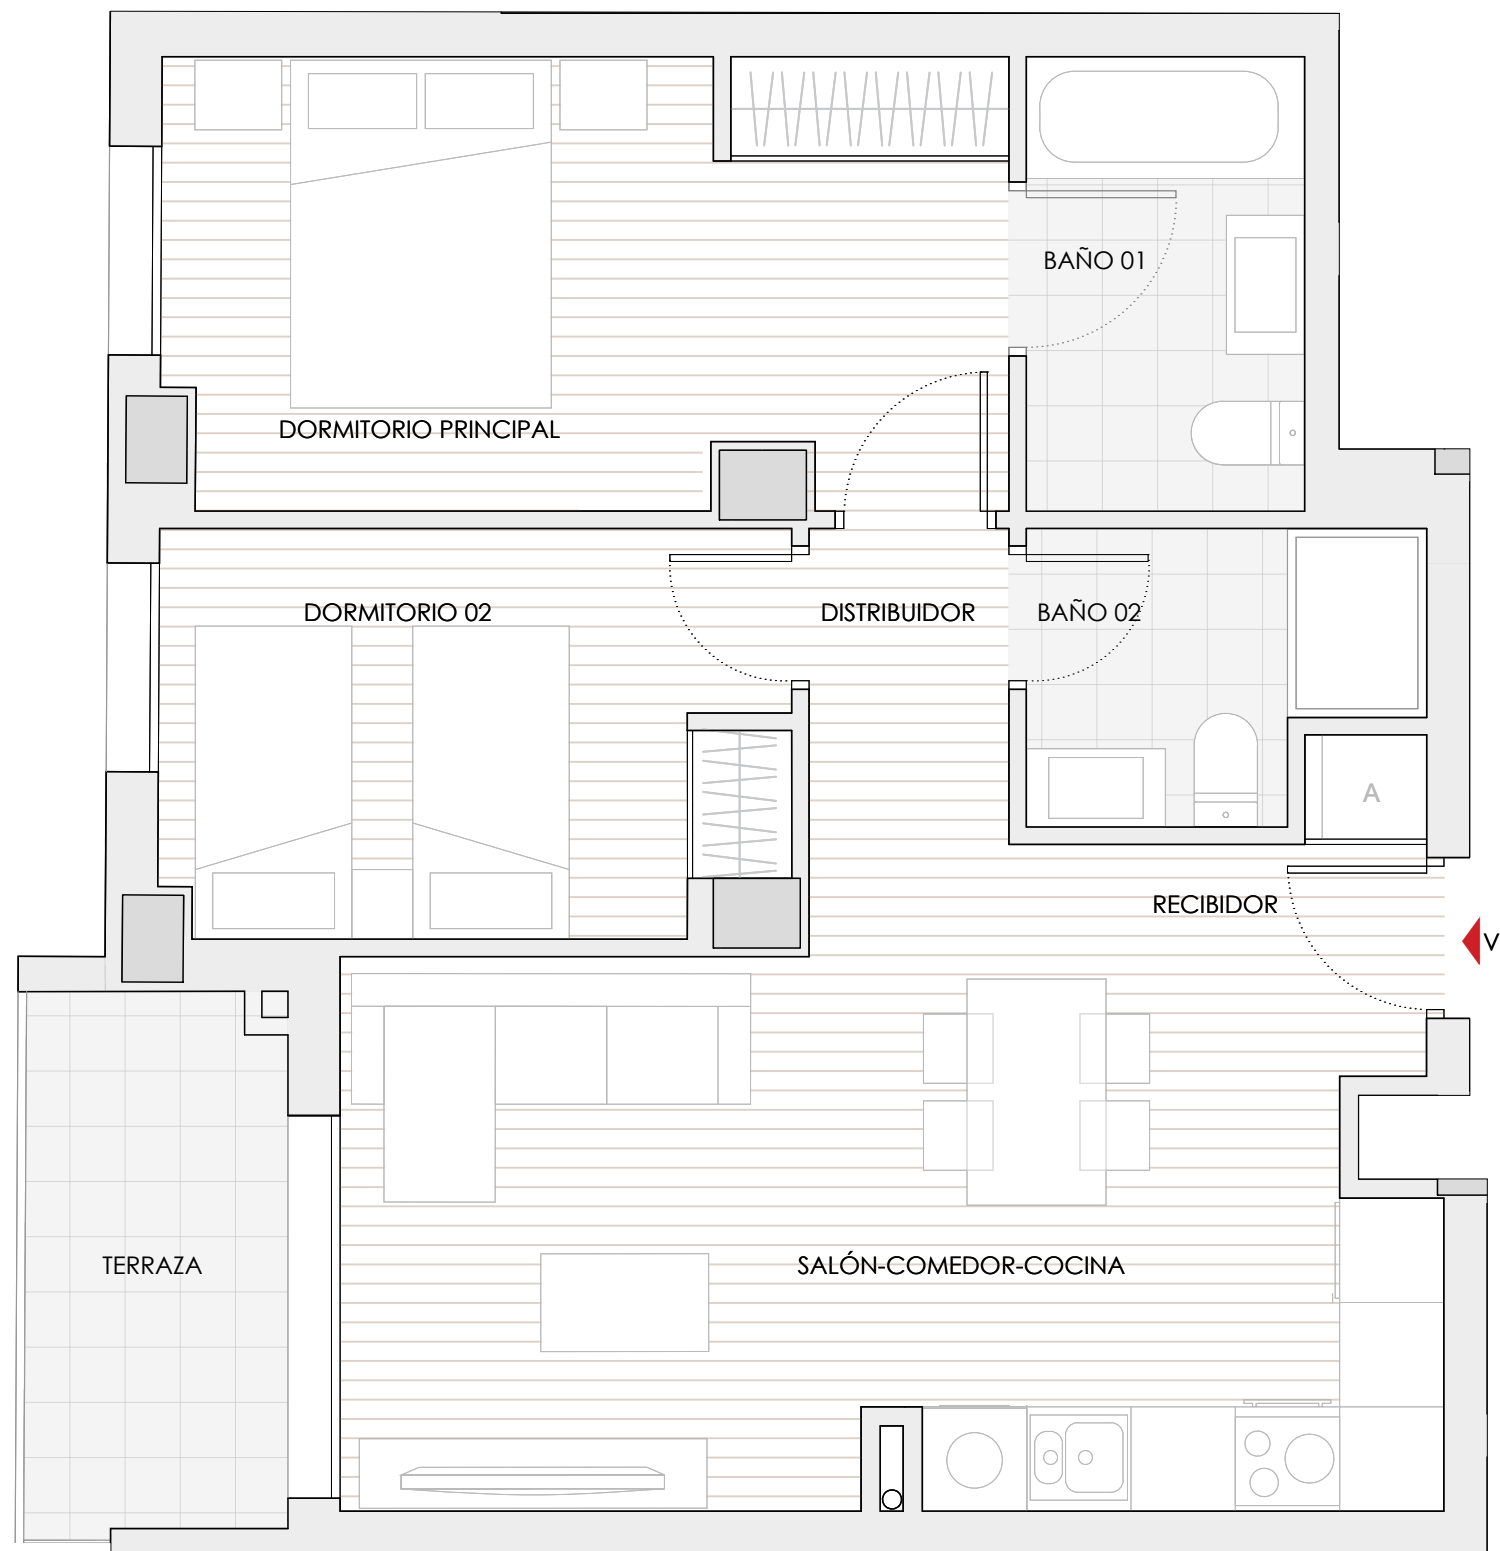 BAÑO 01
DORMITORIO PRINCIPAL
DORMITORIO 02
DISTRIBUIDOR
BAÑO 02
A
RECIBIDOR
V
TERRAZA
SALÓN-COMEDOR-COCINA